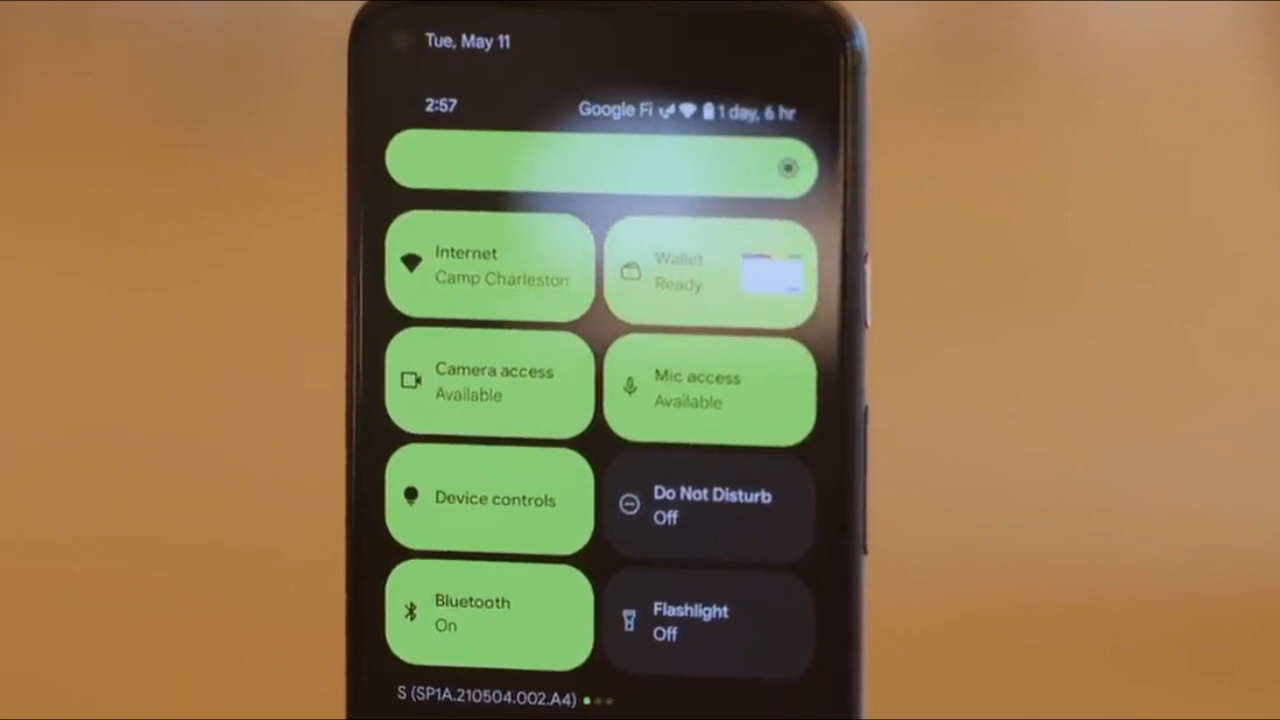 Tue, May 11
2:57
Google Fi 1 day, 6 hr
Internet
Camp Charleston
Wallet
Ready
Camera access
Available
Mic access
Available
Device controls
Do Not Disturb
Off
Bluetooth
On
Flashlight
Off
S (SP1A.210504.002.A4)